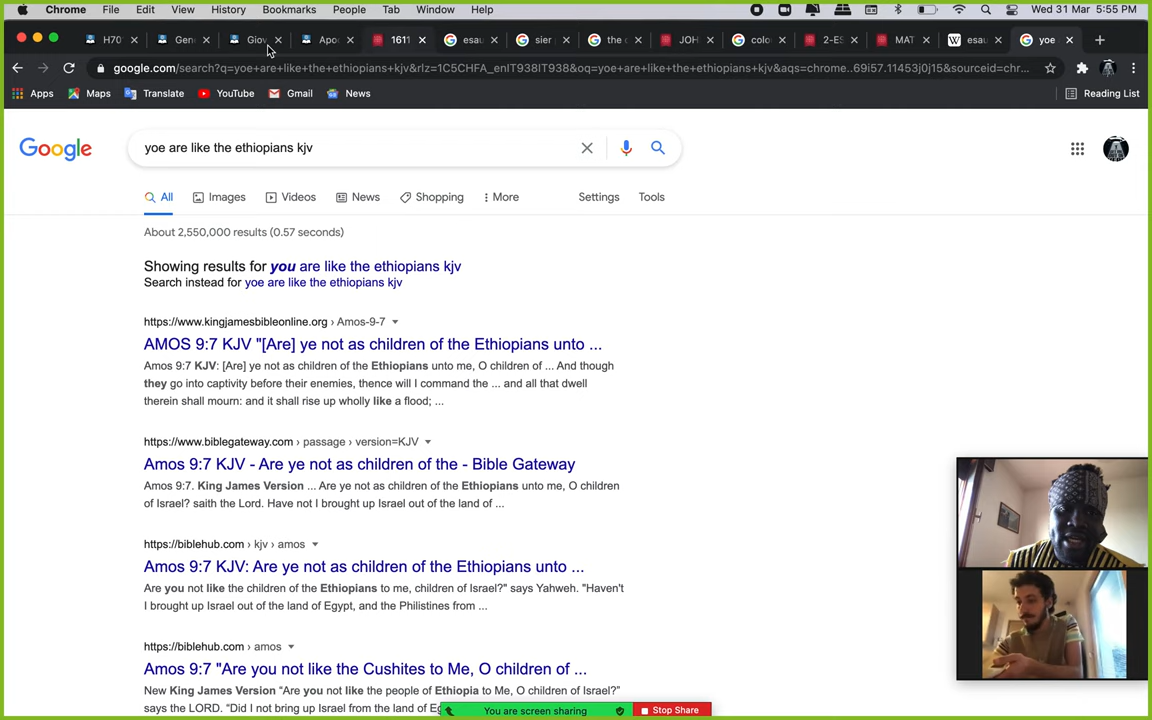 Chrome File Edit View History Bookmarks People Tab Window Help Wed 31 Mar 5:55 PM
H70 Gen Giov Apoc 1611 esau sier the c JOH colo 2-ES MAT esau yoe
google.com/search?q=yoe+are+like+the+ethiopians+kjv&rlz=1C5CHFA_enIT938IT938&oq=yoe+are+like+the+ethiopians+kjv&aqs=chrome..69i57.11453j0j15&sourceid=chr...
Apps Maps Translate YouTube Gmail News Reading List
Google yoe are like the ethiopians kjv
All Images Videos News Shopping More Settings Tools
About 2,550,000 results (0.57 seconds)
Showing results for you are like the ethiopians kjv
Search instead for yoe are like the ethiopians kjv
https://www.kingjamesbibleonline.org › Amos-9-7
AMOS 9:7 KJV "[Are] ye not as children of the Ethiopians unto ...
Amos 9:7 KJV: [Are] ye not as children of the Ethiopians unto me, O children of ... And though
they go into captivity before their enemies, thence will I command the ... and all that dwell
therein shall mourn: and it shall rise up wholly like a flood; ...
https://www.biblegateway.com › passage › version=KJV
Amos 9:7 KJV - Are ye not as children of the - Bible Gateway
Amos 9:7. King James Version ... Are ye not as children of the Ethiopians unto me, O children
of Israel? saith the Lord. Have not I brought up Israel out of the land of ...
https://biblehub.com › kjv › amos
Amos 9:7 KJV: Are ye not as children of the Ethiopians unto ...
Are you not like the children of the Ethiopians to me, children of Israel?" says Yahweh. "Haven't
I brought up Israel out of the land of Egypt, and the Philistines from ...
https://biblehub.com › amos
Amos 9:7 "Are you not like the Cushites to Me, O children of ...
New King James Version "Are you not like the people of Ethiopia to Me, O children of Israel?"
says the LORD. "Did I not bring up Israel from the land of Eg
You are screen sharing Stop Share